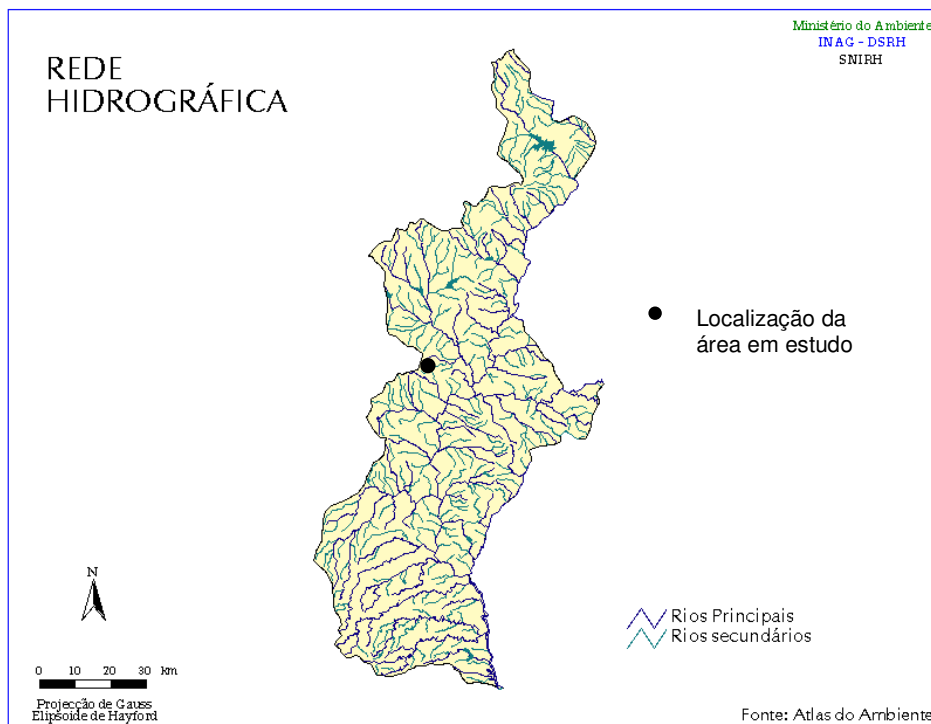 Ministério do Ambiente
INAG - DSRH
SNIRH
REDE
HIDROGRÁFICA
Localização da
área em estudo
N
Rios Principais
Rios secundários
0 10 20 30 km
Projecção de Gauss
Elipsoide de Hayford
Fonte: Atlas do Ambiente